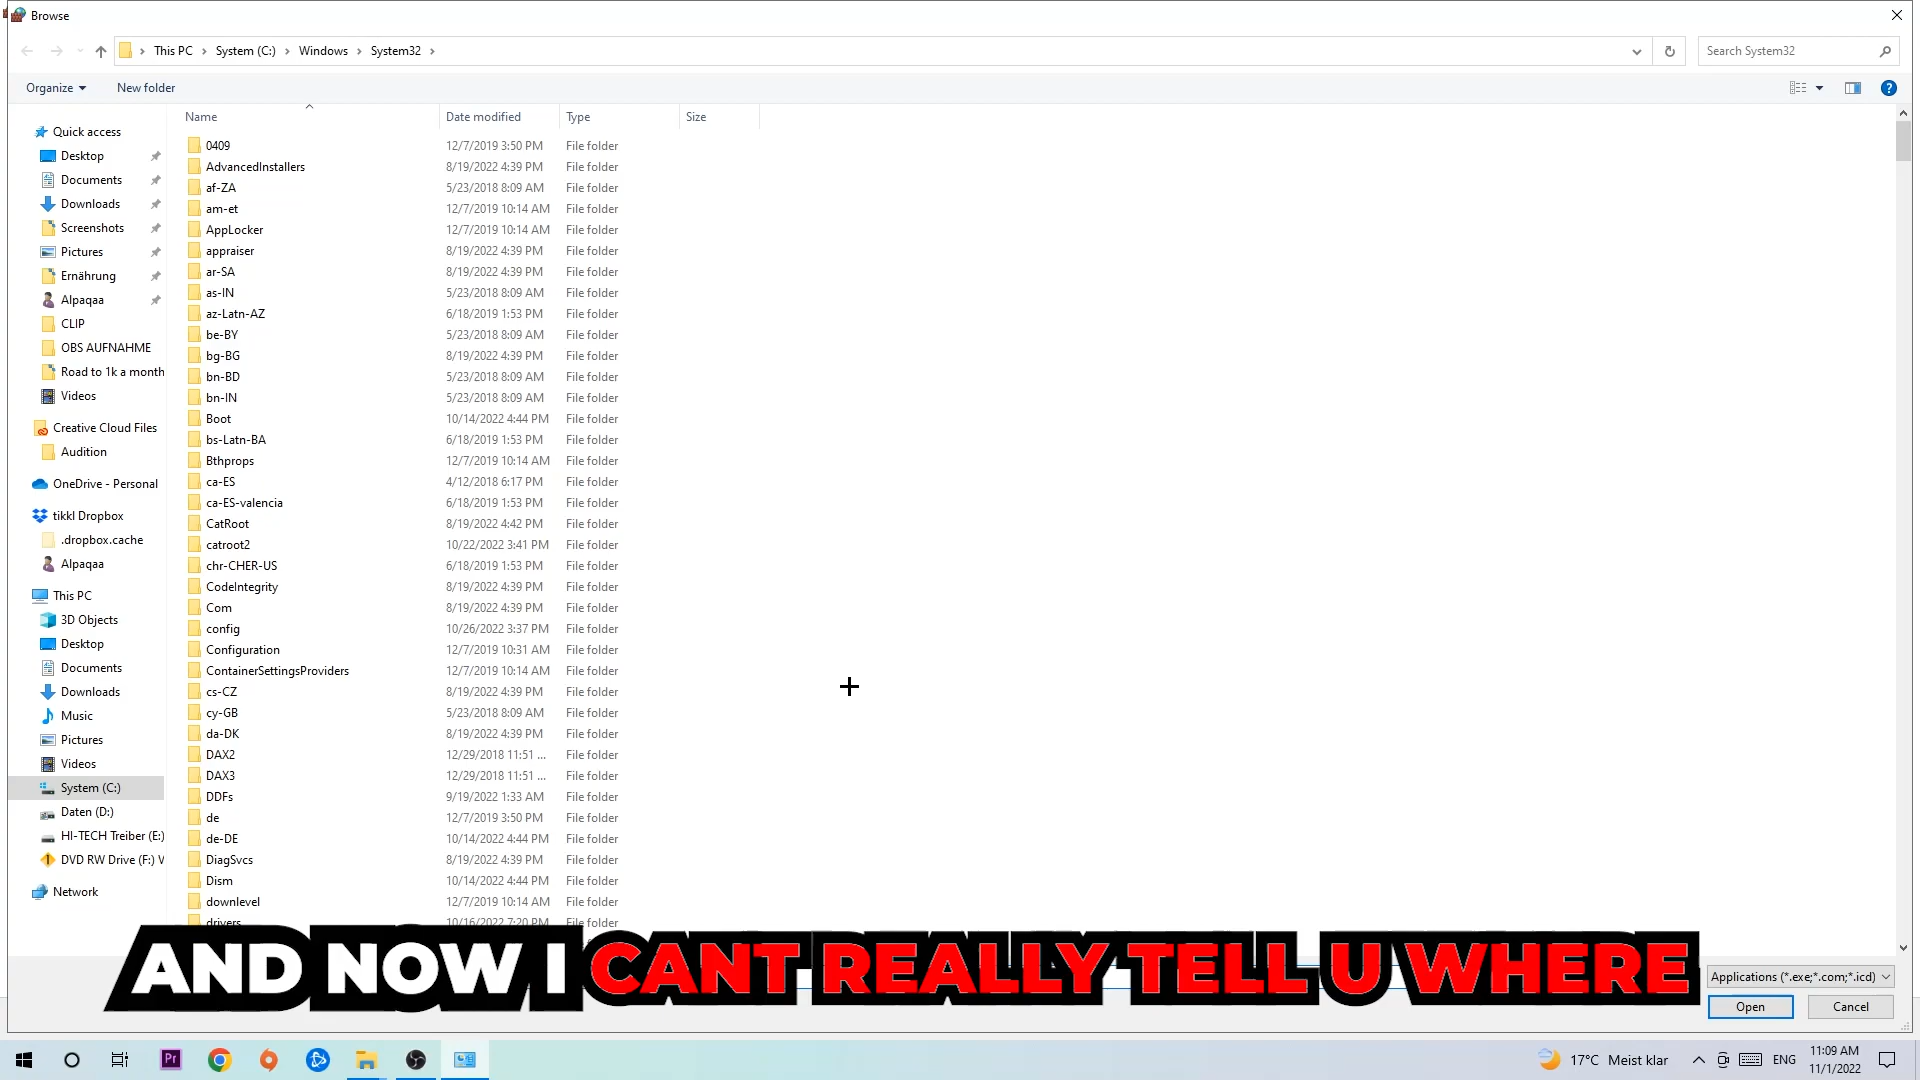 Browse
This PC
System (C:)
Windows
System32
Search System32
Organize
New folder
Name
Date modified
Type
Size
Quick access
Desktop
Documents
Downloads
Screenshots
Pictures
Ernährung
Alpaqaa
CLIP
OBS AUFNAHME
Road to 1k a month
Videos
Creative Cloud Files
Audition
OneDrive - Personal
tikkl Dropbox
.dropbox.cache
Alpaqaa
This PC
3D Objects
Desktop
Documents
Downloads
Music
Pictures
Videos
System (C:)
Daten (D:)
HI-TECH Treiber (E:)
DVD RW Drive (F:) V
Network
0409 12/7/2019 3:50 PM File folder
AdvancedInstallers 8/19/2022 4:39 PM File folder
af-ZA 5/23/2018 8:09 AM File folder
am-et 12/7/2019 10:14 AM File folder
AppLocker 12/7/2019 10:14 AM File folder
appraiser 8/19/2022 4:39 PM File folder
ar-SA 8/19/2022 4:39 PM File folder
as-IN 5/23/2018 8:09 AM File folder
az-Latn-AZ 6/18/2019 1:53 PM File folder
be-BY 5/23/2018 8:09 AM File folder
bg-BG 8/19/2022 4:39 PM File folder
bn-BD 5/23/2018 8:09 AM File folder
bn-IN 5/23/2018 8:09 AM File folder
Boot 10/14/2022 4:44 PM File folder
bs-Latn-BA 6/18/2019 1:53 PM File folder
Bthprops 12/7/2019 10:14 AM File folder
ca-ES 4/12/2018 6:17 PM File folder
ca-ES-valencia 6/18/2019 1:53 PM File folder
CatRoot 8/19/2022 4:42 PM File folder
catroot2 10/22/2022 3:41 PM File folder
chr-CHER-US 6/18/2019 1:53 PM File folder
CodeIntegrity 8/19/2022 4:39 PM File folder
Com 8/19/2022 4:39 PM File folder
config 10/26/2022 3:37 PM File folder
Configuration 12/7/2019 10:31 AM File folder
ContainerSettingsProviders 12/7/2019 10:14 AM File folder
cs-CZ 8/19/2022 4:39 PM File folder
cy-GB 5/23/2018 8:09 AM File folder
da-DK 8/19/2022 4:39 PM File folder
DAX2 12/29/2018 11:51 ... File folder
DAX3 12/29/2018 11:51 ... File folder
DDFs 9/19/2022 1:33 AM File folder
de 12/7/2019 3:50 PM File folder
de-DE 10/14/2022 4:44 PM File folder
DiagSvcs 8/19/2022 4:39 PM File folder
Dism 10/14/2022 4:44 PM File folder
downlevel 12/7/2019 10:14 AM File folder
drivers 10/16/2022 7:20 PM File folder
AND NOW I CANT REALLY TELL U WHERE
Applications (*.exe;*.com;*.icd)
Open
Cancel
Pr
17°C Meist klar
ENG
11:09 AM
11/1/2022